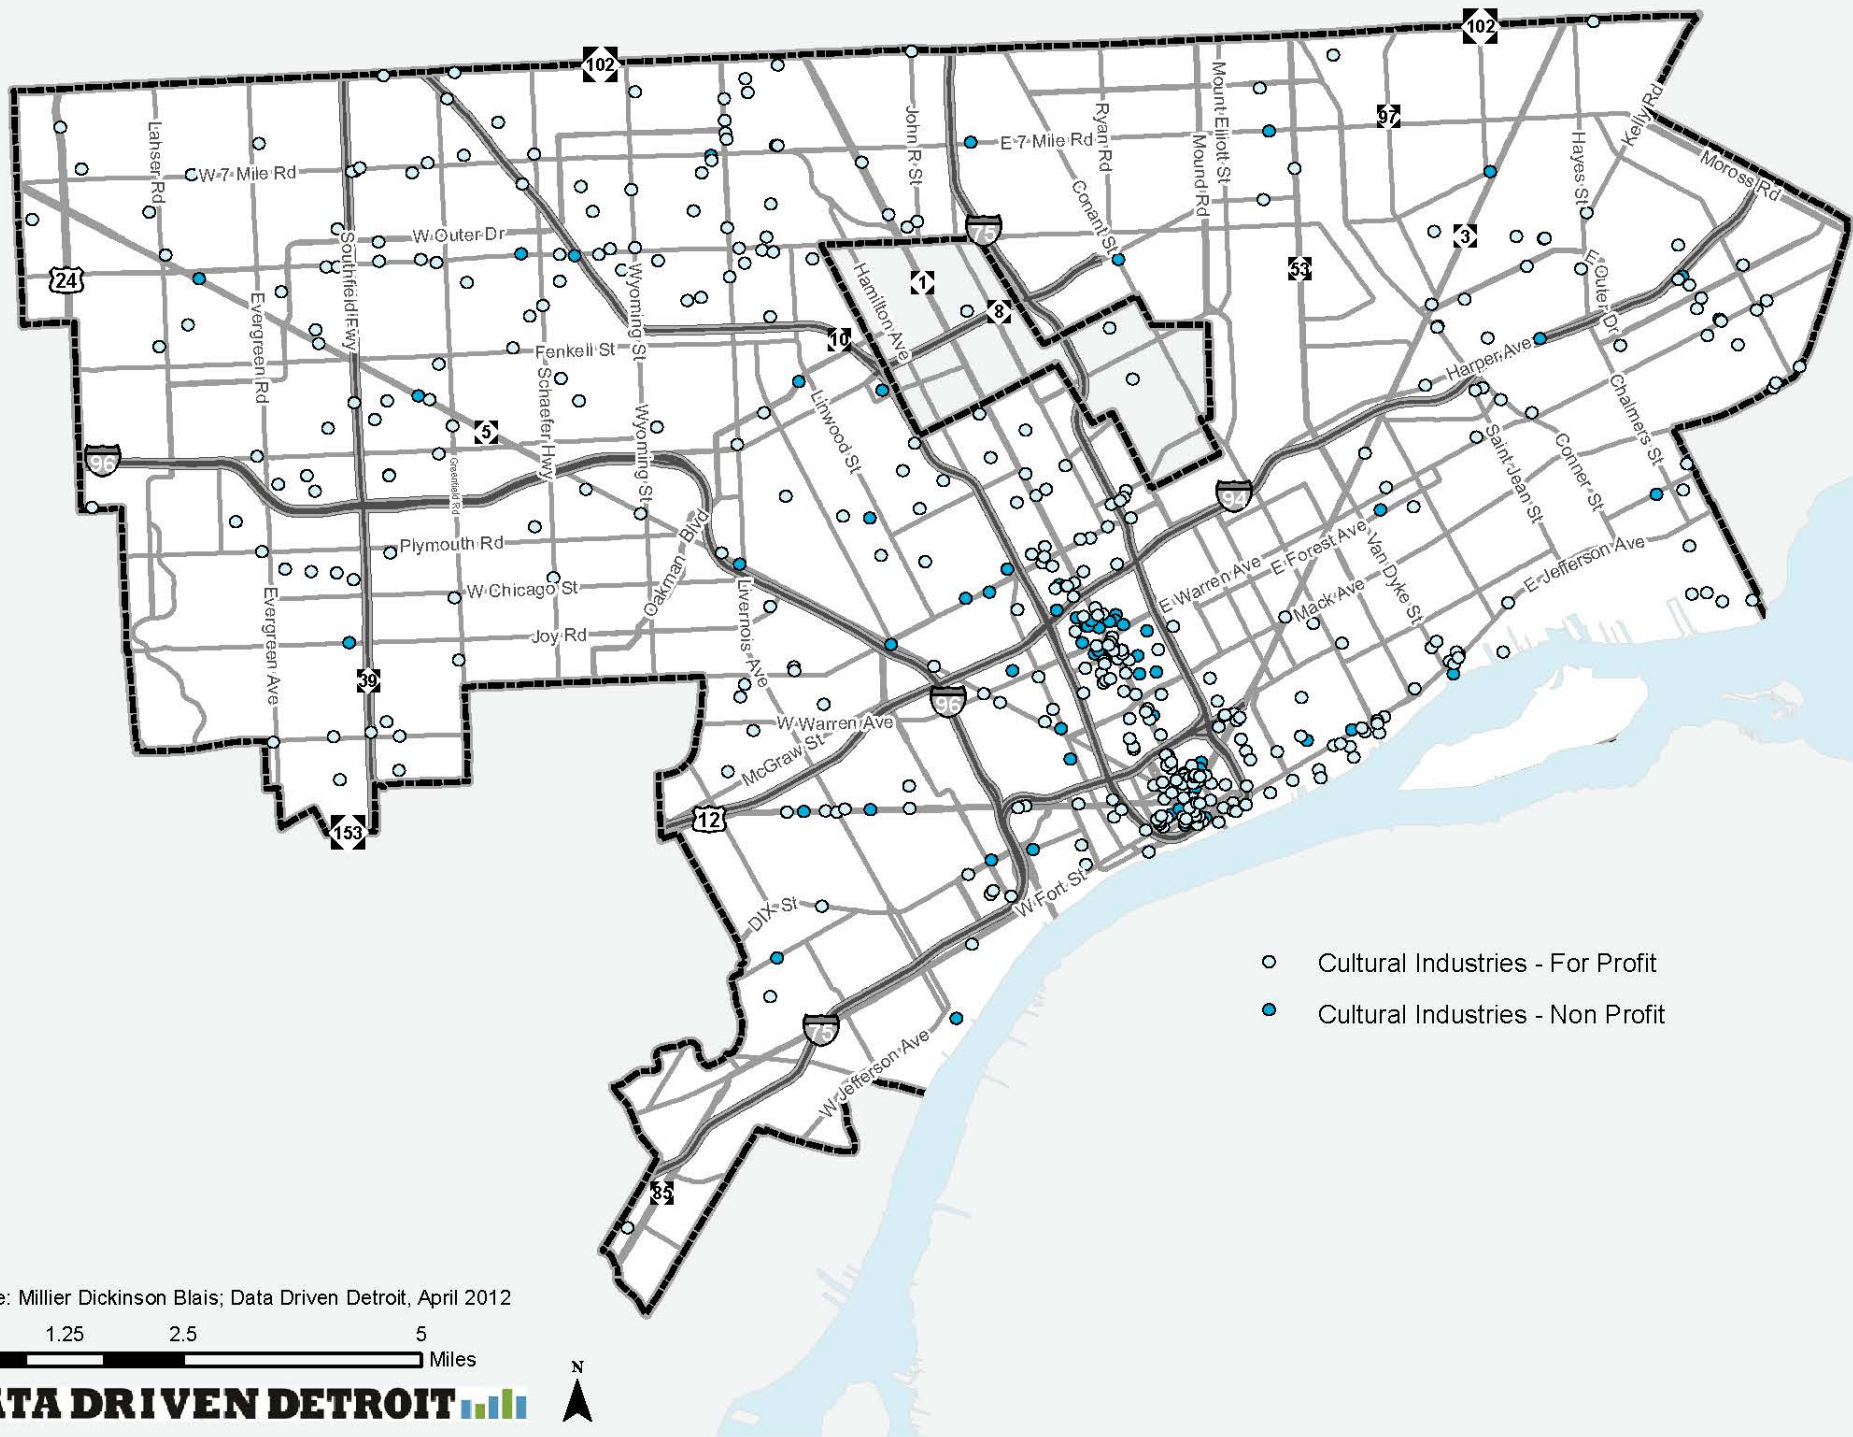 102
102
Mount Elliott St
Kelly Rd
John R St
Ryan Rd
97
Lahser Rd
E 7 Mile Rd
Mound Rd
Hayes St
Moross Rd
W 7 Mile Rd
Conant St
W Outer Dr
75
3
Southfield Fwy
24
Hamilton Ave
1
53
E Outer Dr
Evergreen Rd
Wyoming St
8
10
Fenkell St
Harper Ave
Schaefer Hwy
Linwood St
Chalmers St
5
Wyoming St
Saint Jean St
Conner St
96
Greenfield Rd
94
Oakman Blvd
Plymouth Rd
E Forest Ave
Van Dyke St
E Jefferson Ave
E Warren Ave
W Chicago St
Livernois Ave
Mack Ave
Evergreen Ave
Joy Rd
39
96
W Warren Ave
McGraw St
12
153
W Fort St
DIX St
Cultural Industries - For Profit
Cultural Industries - Non Profit
75
W Jefferson Ave
85
e: Millier Dickinson Blais; Data Driven Detroit, April 2012
1.25 2.5 5
Miles
N
ATA DRIVEN DETROIT